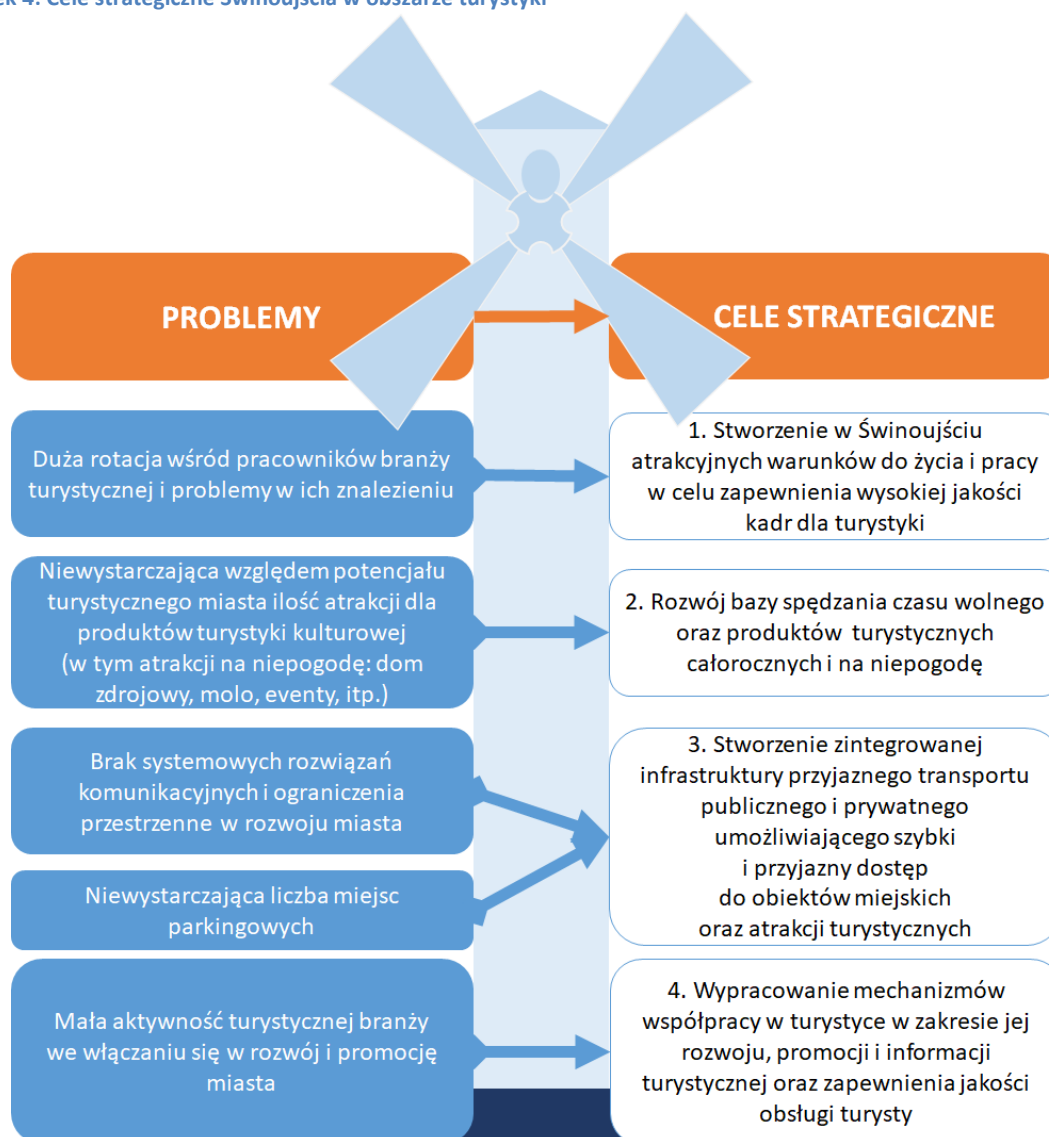 ek 4. Cele strategiczne Świnoujścia w obszarze turystyki
PROBLEMY
CELE STRATEGICZNE
Duża rotacja wśród pracowników branży
turystycznej i problemy w ich znalezieniu
1. Stworzenie w Świnoujściu
atrakcyjnych warunków do życia i pracy
w celu zapewnienia wysokiej jakości
kadr dla turystyki
Niewystarczająca względem potencjału
turystycznego miasta ilość atrakcji dla
produktów turystyki kulturowej
(w tym atrakcji na niepogodę: dom
zdrojowy, molo, eventy, itp.)
2. Rozwój bazy spędzania czasu wolnego
oraz produktów turystycznych
całorocznych i na niepogodę
Brak systemowych rozwiązań
komunikacyjnych i ograniczenia
przestrzenne w rozwoju miasta
Niewystarczająca liczba miejsc
parkingowych
3. Stworzenie zintegrowanej
infrastruktury przyjaznego transportu
publicznego i prywatnego
umożliwiającego szybki
i przyjazny dostęp
do obiektów miejskich
oraz atrakcji turystycznych
Mała aktywność turystycznej branży
we włączaniu się w rozwój i promocję
miasta
4. Wypracowanie mechanizmów
współpracy w turystyce w zakresie jej
rozwoju, promocji i informacji
turystycznej oraz zapewnienia jakości
obsługi turysty